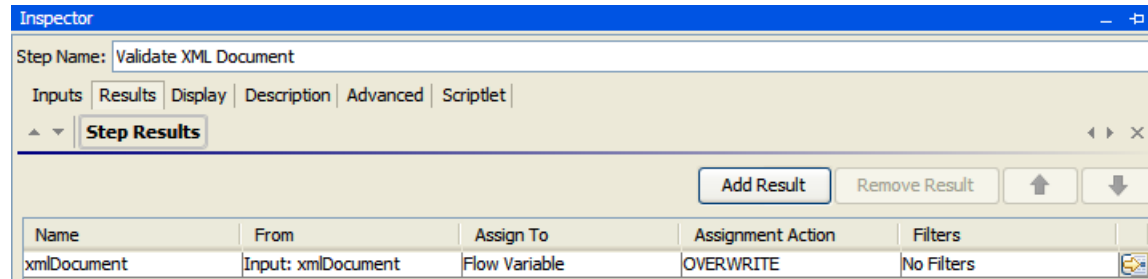 Inspector
Step Name: Validate XML Document
Inputs Results Display Description Advanced Scriptlet
Step Results
Add Result Remove Result
Name From Assign To Assignment Action Filters
xmlDocument Input: xmlDocument Flow Variable OVERWRITE No Filters